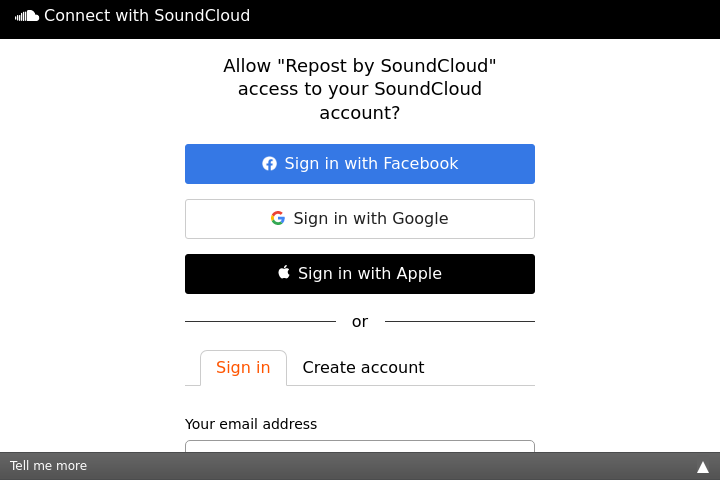 Connect with SoundCloud
Allow "Repost by SoundCloud"
access to your SoundCloud
account?
Sign in with Facebook
Sign in with Google
Sign in with Apple
or
Sign in
Create account
Your email address
Tell me more